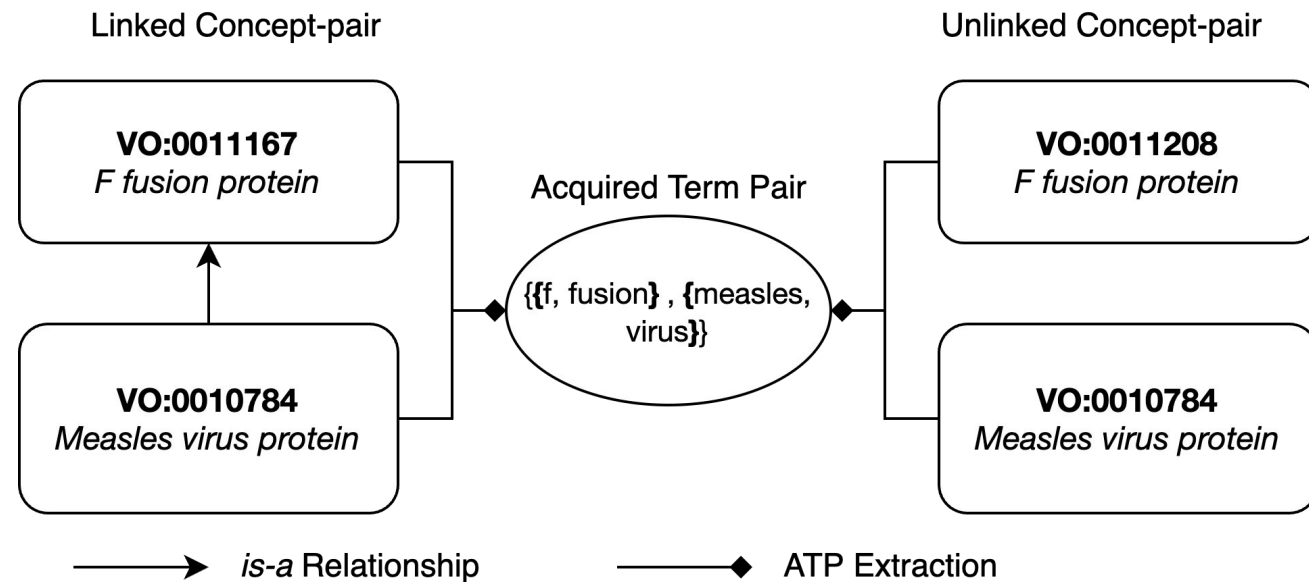 Linked Concept-pair
Unlinked Concept-pair
VO:0011167
F fusion protein
VO:0011208
F fusion protein
Acquired Term Pair
{{f, fusion} , {measles,
virus}}
VO:0010784
Measles virus protein
VO:0010784
Measles virus protein
is-a Relationship
ATP Extraction